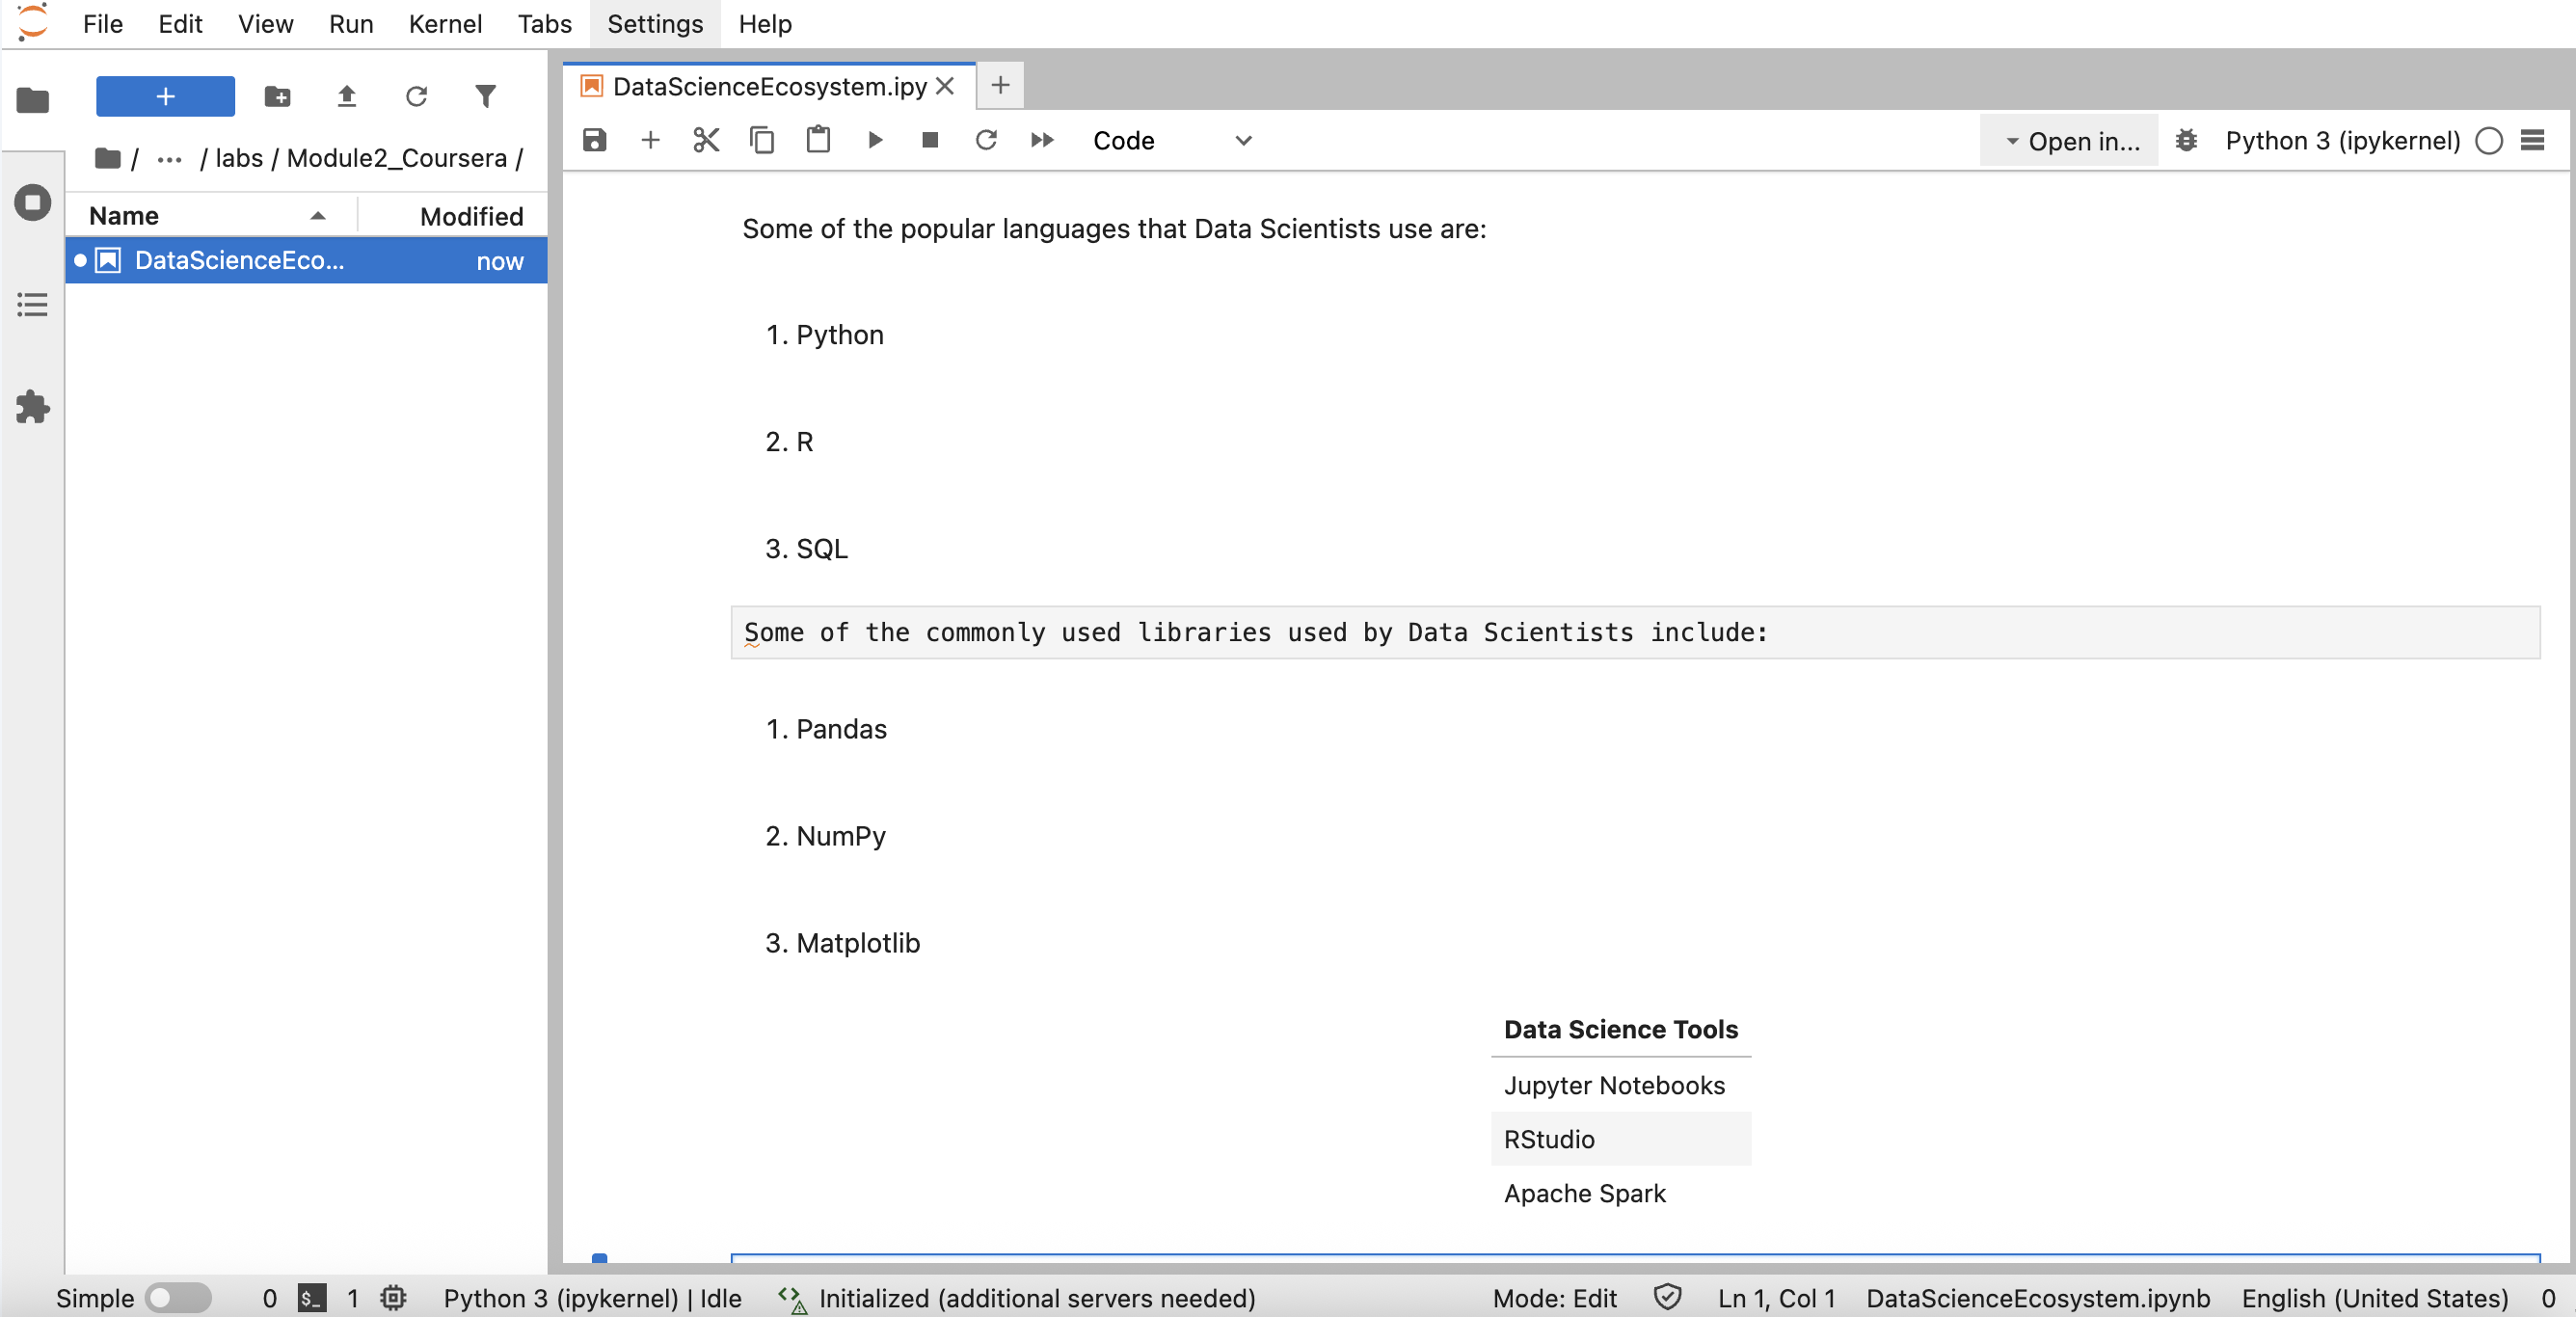 File Edit View Run Kernel Tabs Settings Help
DataScienceEcosystem.ipy
Code
Open in...
Python 3 (ipykernel)
/ ... / labs / Module2_Coursera /
Name Modified
DataScienceEco... now
Some of the popular languages that Data Scientists use are:
1. Python
2. R
3. SQL
Some of the commonly used libraries used by Data Scientists include:
1. Pandas
2. NumPy
3. Matplotlib
Data Science Tools
Jupyter Notebooks
RStudio
Apache Spark
Simple 0 $_ 1 Python 3 (ipykernel) | Idle Initialized (additional servers needed) Mode: Edit Ln 1, Col 1 DataScienceEcosystem.ipynb English (United States) 0